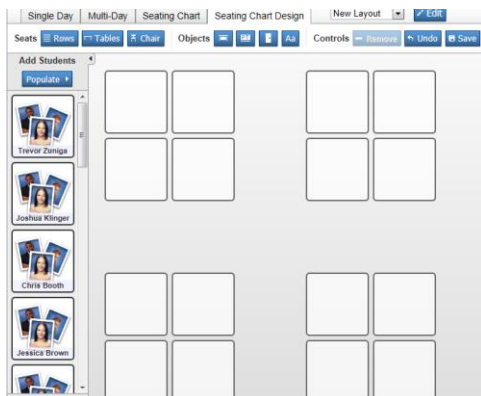 Single Day Multi-Day Seating Chart Seating Chart Design New Layout Edit
Seats Rows Tables Chair Objects Aa Controls Remove Undo Save
Add Students
Populate
Trevor Zuniga
Joshua Klinger
Chris Booth
Jessica Brown